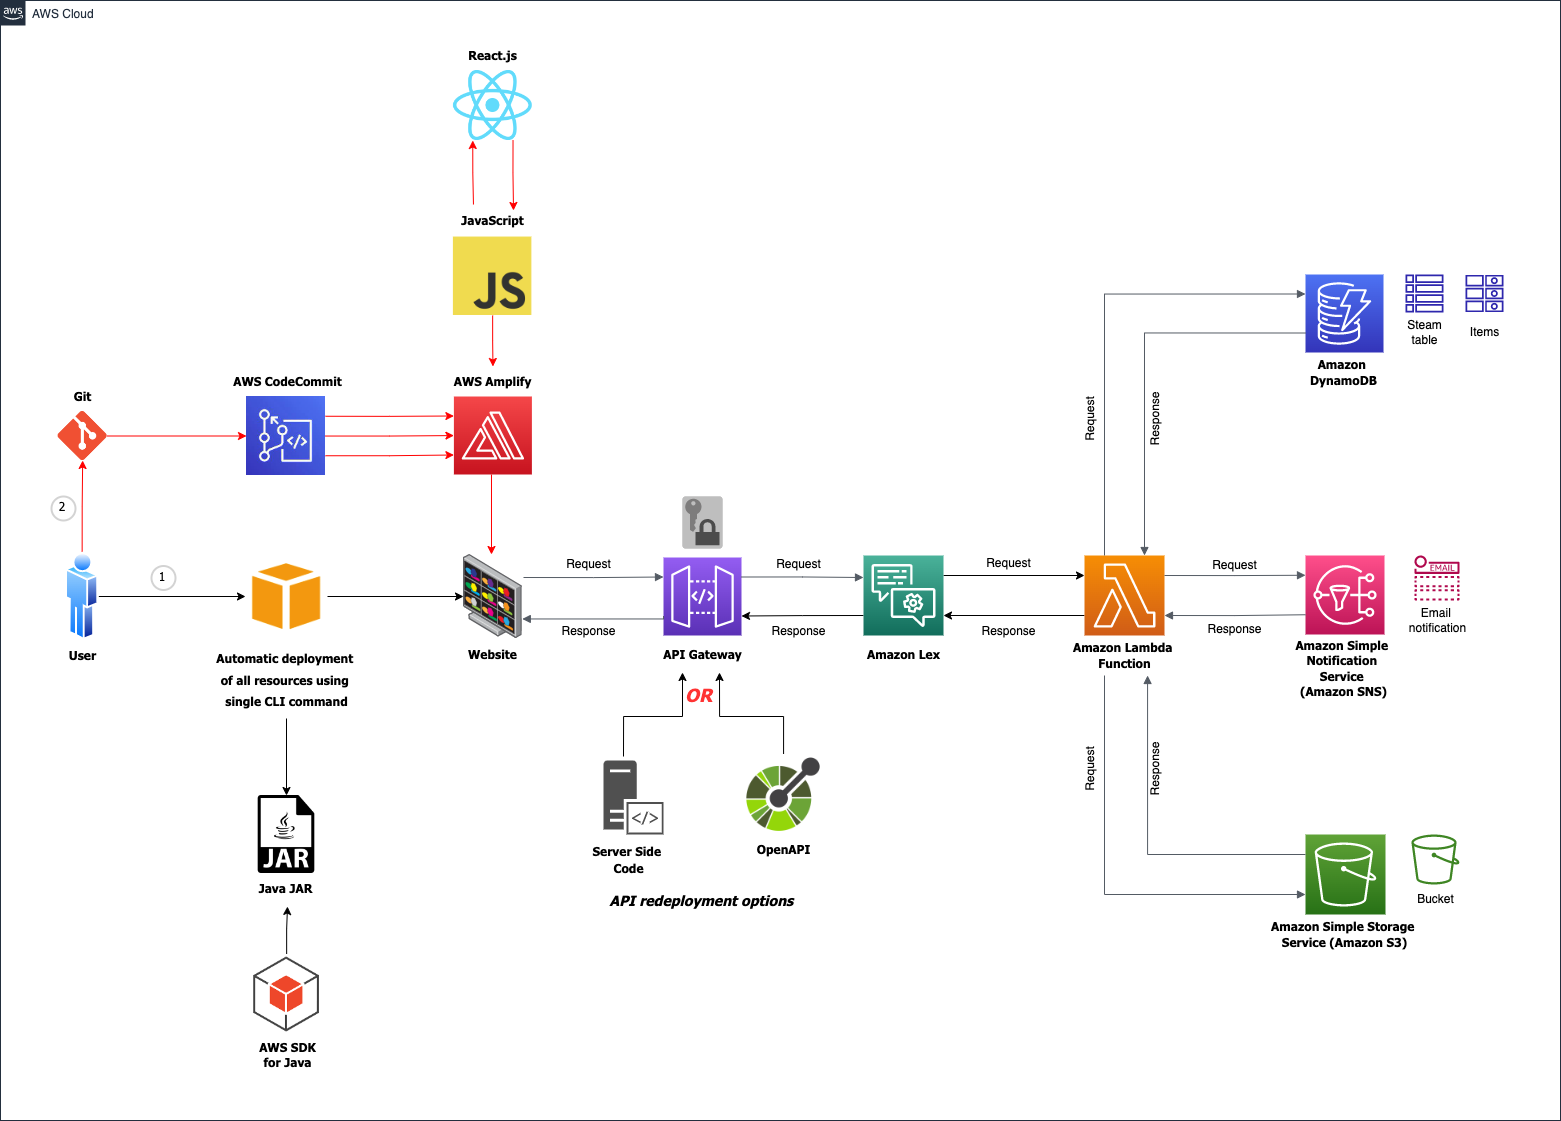 aws
AWS Cloud
React.js
JavaScript
JS
AWS CodeCommit
AWS Amplify
Git
</>
2
1
User
Automatic deployment
of all resources using
single CLI command
Website
Request
Response
</>
API Gateway
Request
Response
Amazon Lex
Request
Response
Amazon Lambda
Function
Request
Response
Amazon
DynamoDB
Steam
table
Items
Request
Response
Amazon Simple
Notification
Service
(Amazon SNS)
EMAIL
Email
notification
Request
Response
Amazon Simple Storage
Service (Amazon S3)
Bucket
OR
</>
Server Side
Code
OpenAPI
API redeployment options
Java
JAR
Java JAR
AWS SDK
for Java